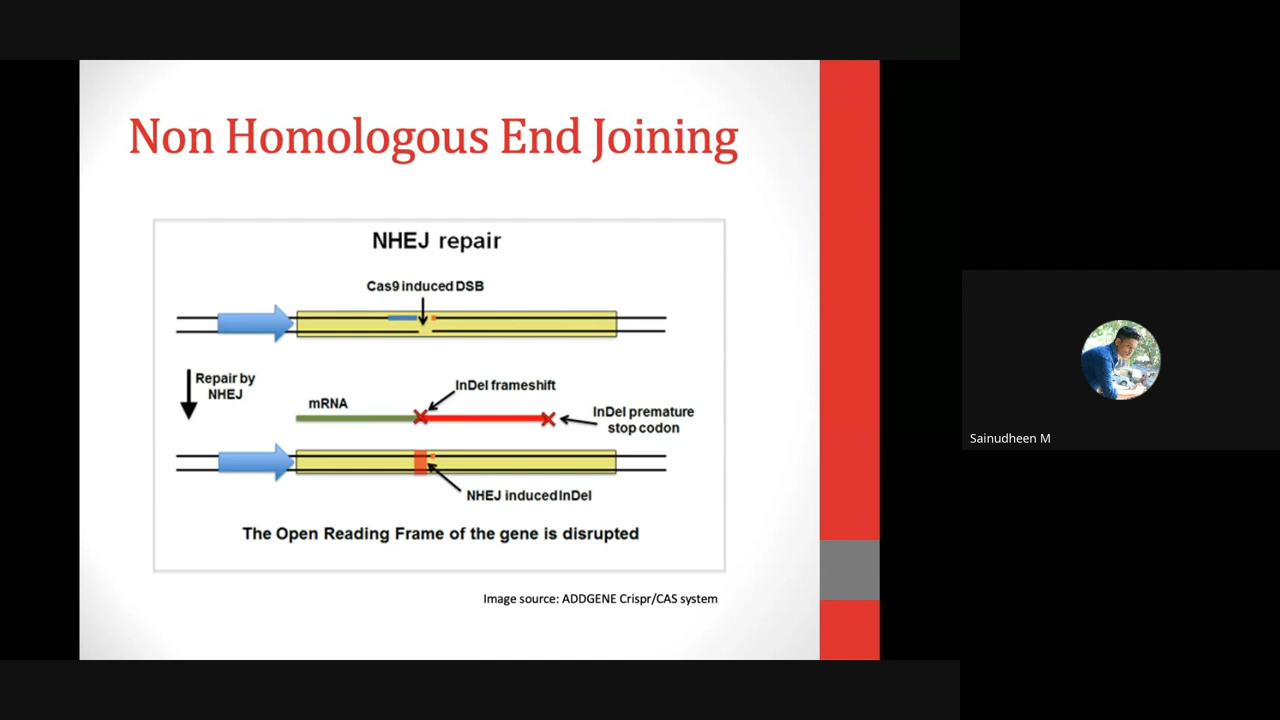 Non Homologous End Joining
NHEJ repair
Cas9 induced DSB
Repair by
NHEJ
mRNA
InDel frameshift
InDel premature
stop codon
NHEJ induced InDel
The Open Reading Frame of the gene is disrupted
Image source: ADDGENE Crispr/CAS system
Sainudheen M